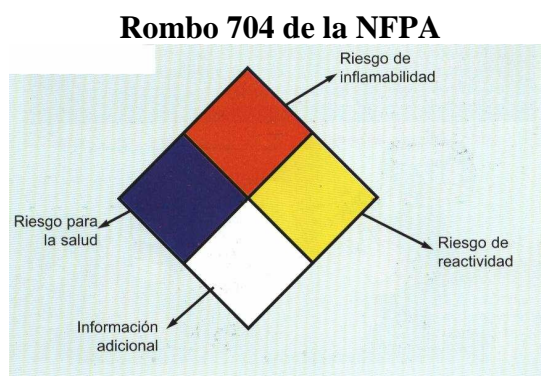 Rombo 704 de la NFPA
Riesgo de
inflamabilidad
Riesgo para
la salud
Riesgo de
reactividad
Información
adicional